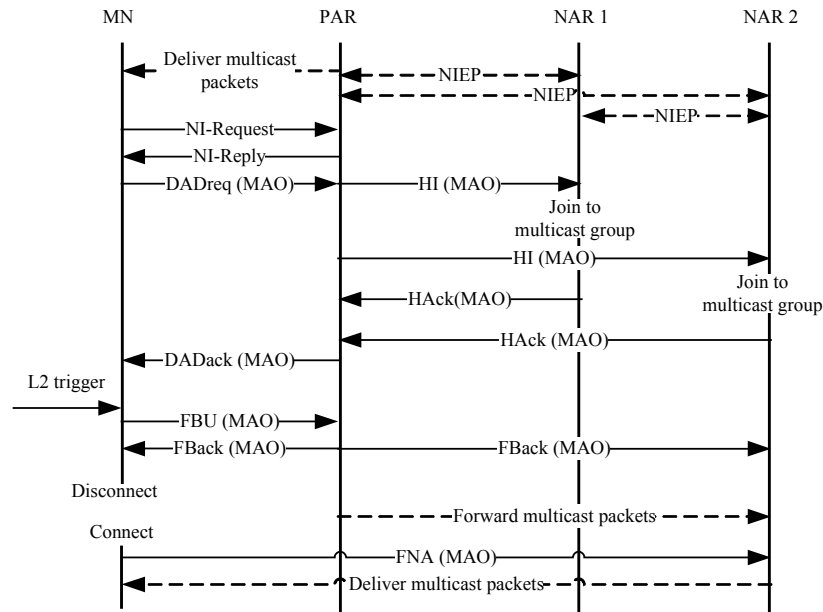 MN
PAR
NAR 1
NAR 2
Deliver multicast
packets
NIEP
NIEP
NIEP
NI-Request
NI-Reply
DADreq (MAO)
HI (MAO)
Join to
multicast group
HI (MAO)
Join to
multicast group
HAck(MAO)
HAck (MAO)
DADack (MAO)
L2 trigger
FBU (MAO)
FBack (MAO)
FBack (MAO)
Disconnect
Forward multicast packets
Connect
FNA (MAO)
Deliver multicast packets